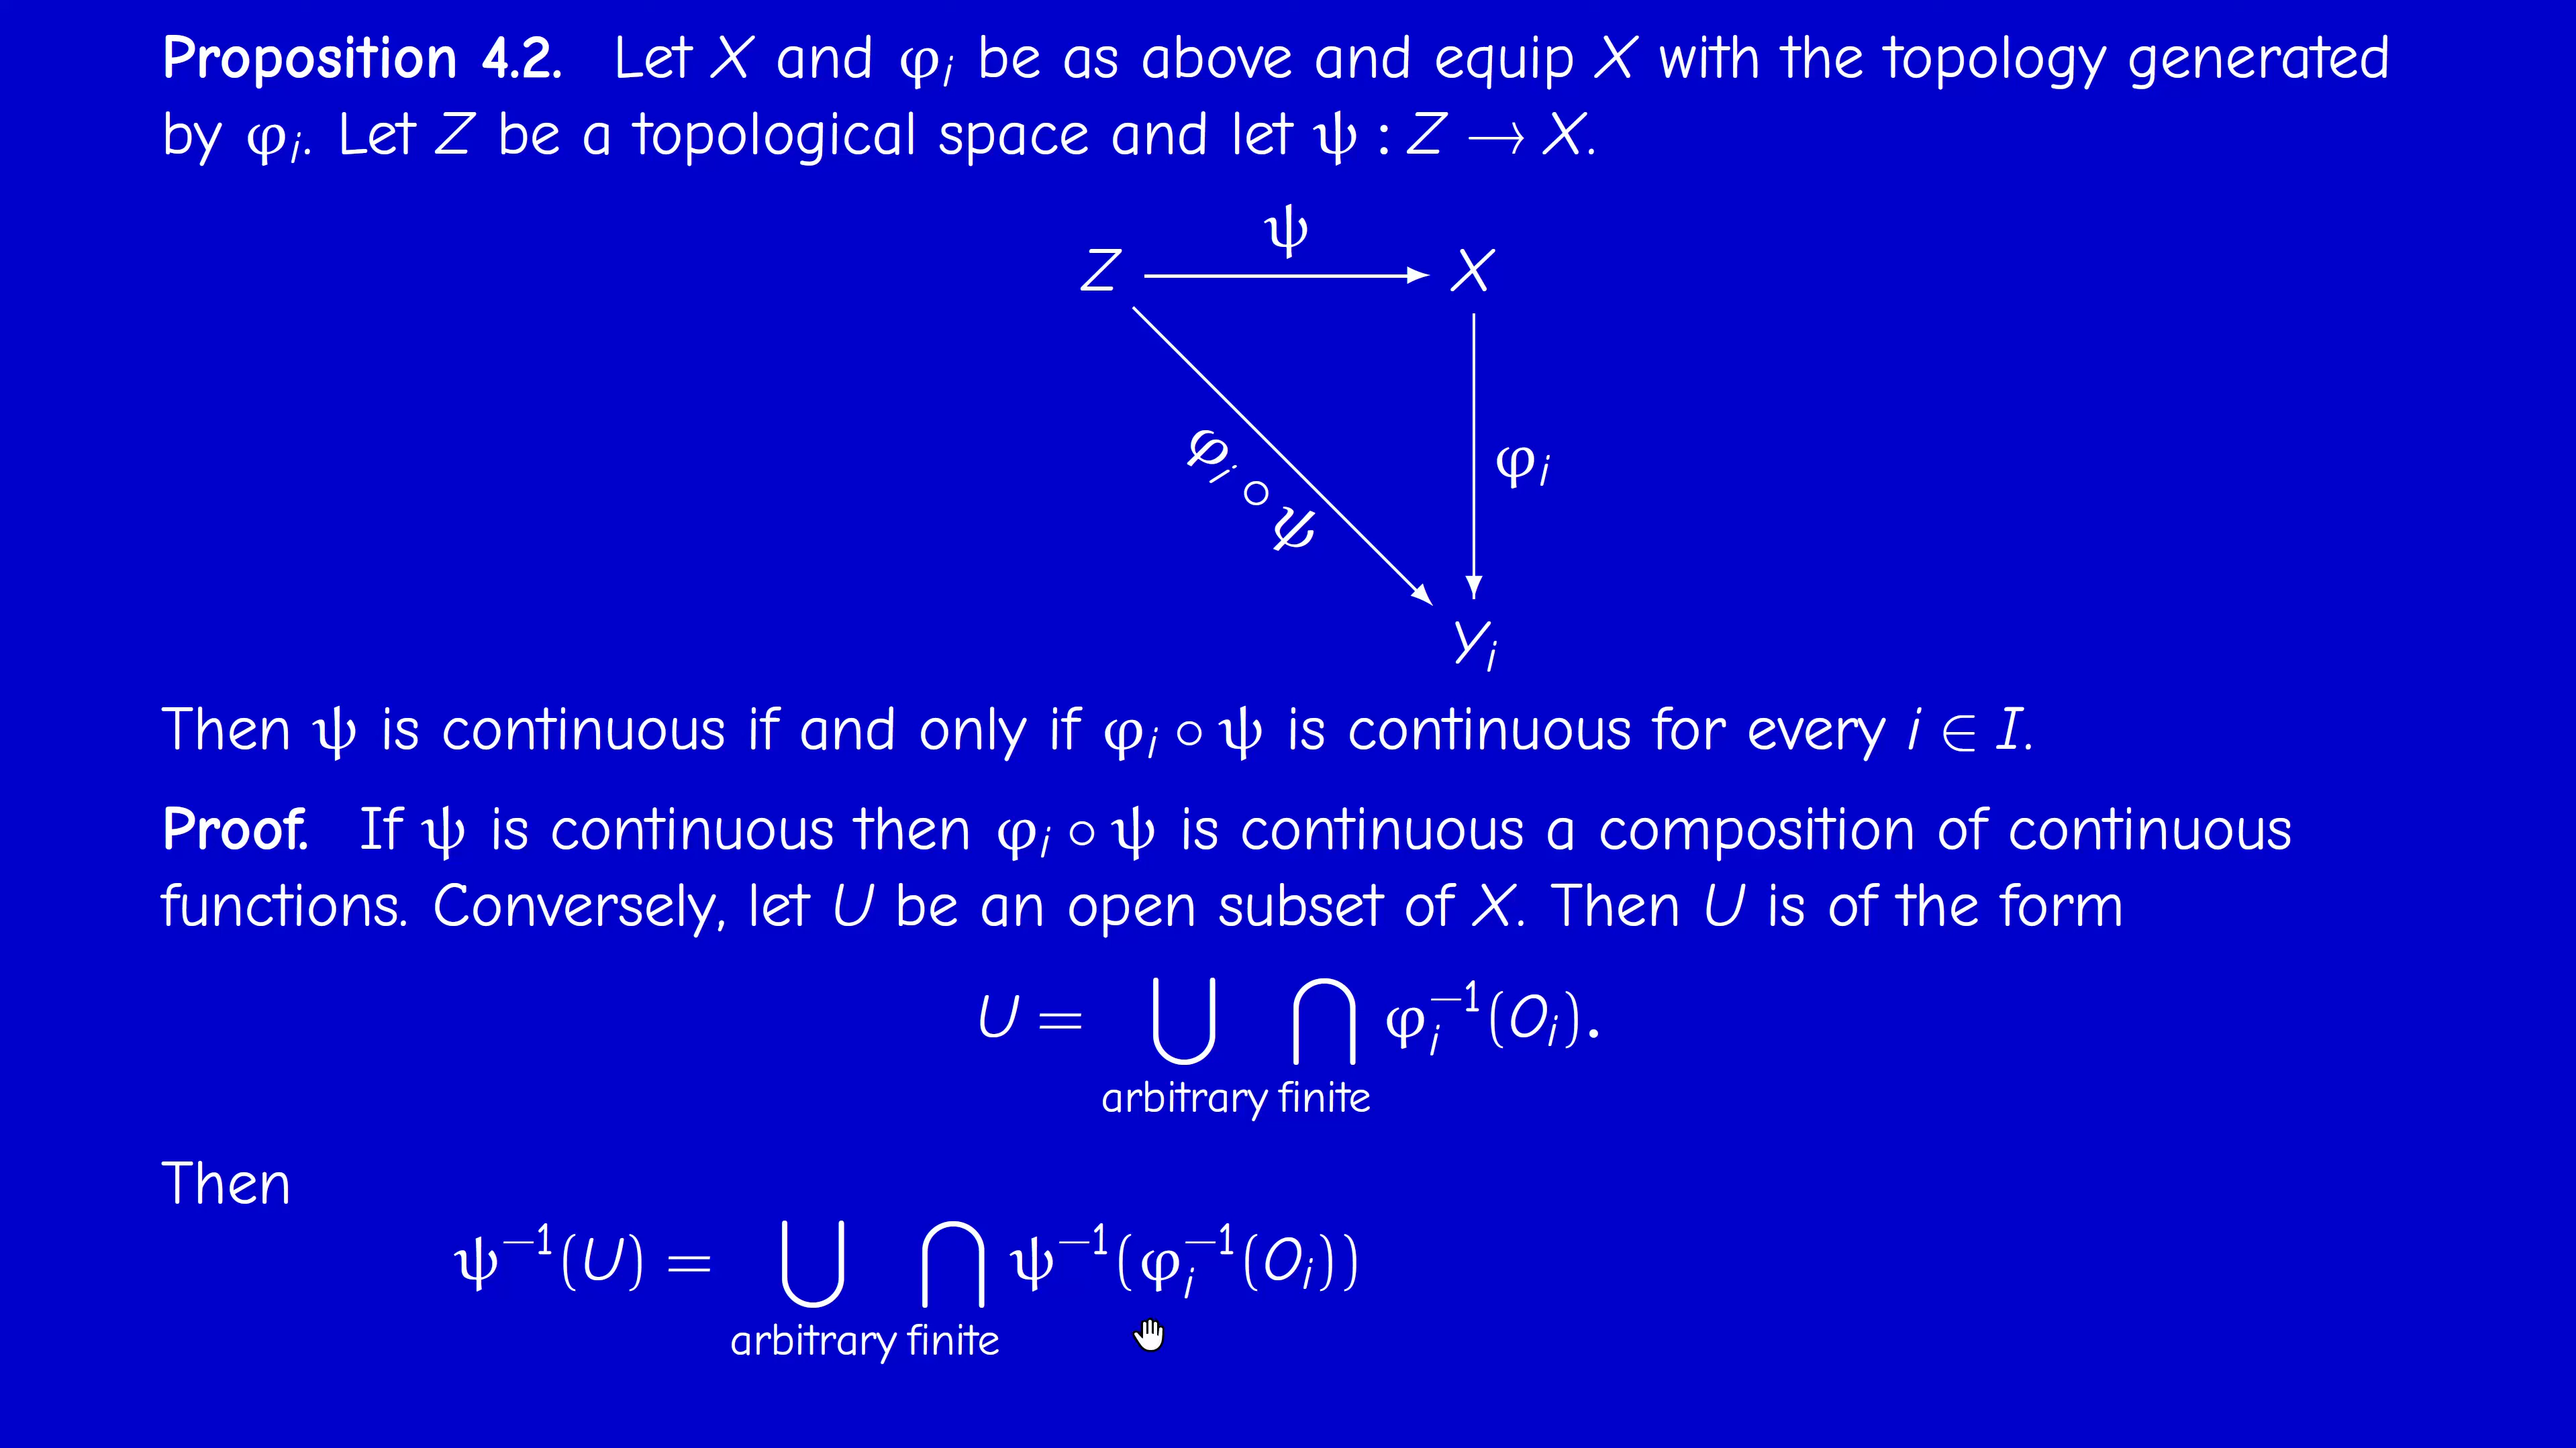 Proposition 4.2. Let X and φᵢ be as above and equip X with the topology generated
by φᵢ. Let Z be a topological space and let ψ : Z → X.
ψ
Z X
φᵢ ∘ ψ φᵢ
Yᵢ
Then ψ is continuous if and only if φᵢ ∘ ψ is continuous for every i ∈ I.
Proof. If ψ is continuous then φᵢ ∘ ψ is continuous a composition of continuous
functions. Conversely, let U be an open subset of X. Then U is of the form
U = ⋃ ⋂ φᵢ⁻¹(Oᵢ).
arbitrary finite
Then
ψ⁻¹(U) = ⋃ ⋂ ψ⁻¹(φᵢ⁻¹(Oᵢ))
arbitrary finite